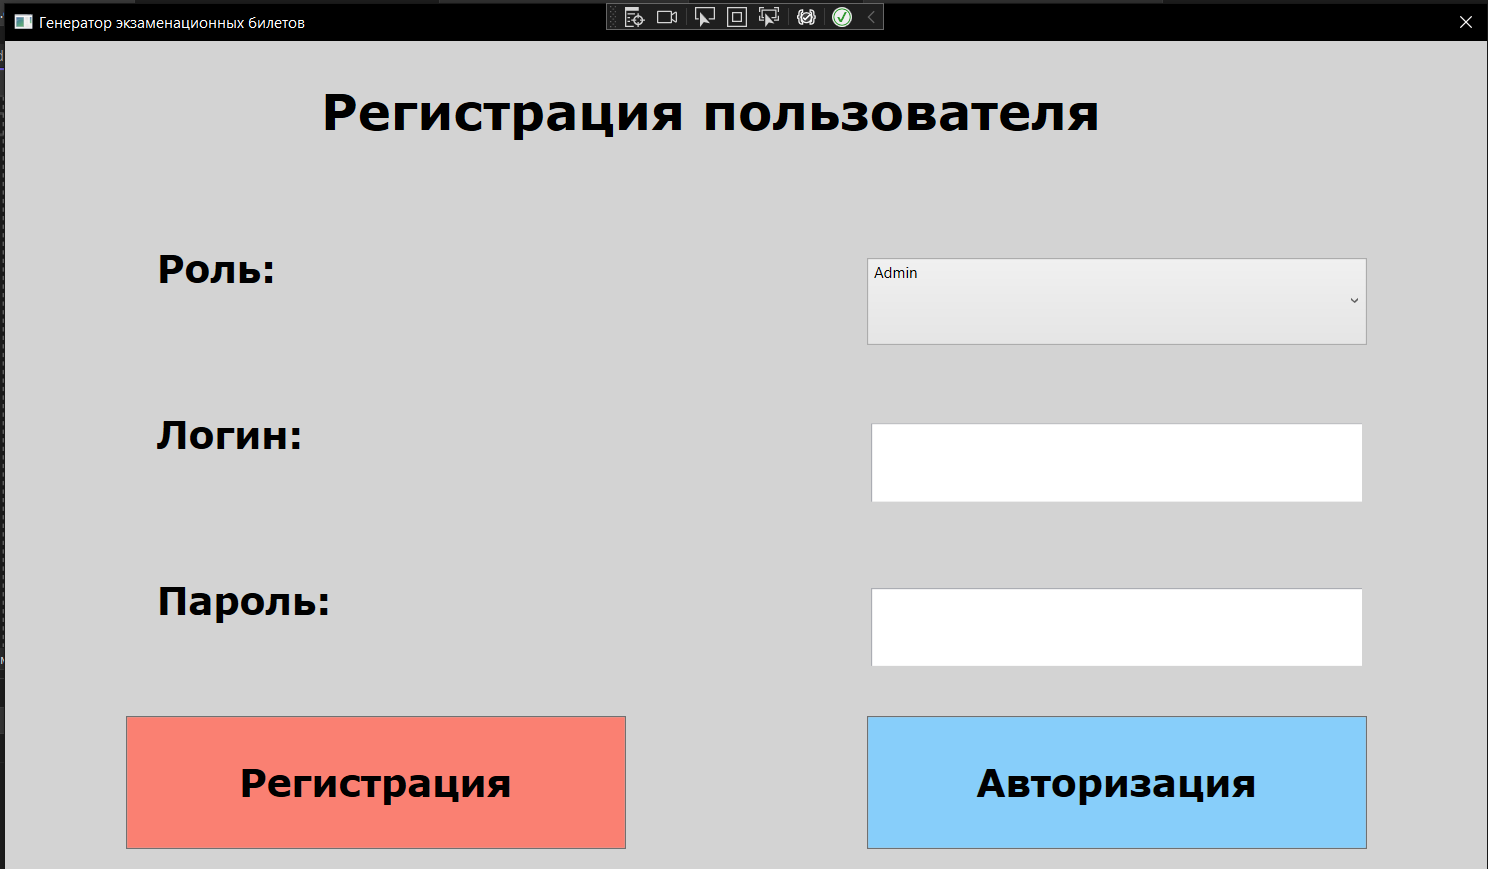 Генератор экзаменационных билетов
Регистрация пользователя
Роль:
Admin
Логин:
Пароль:
Регистрация
Авторизация